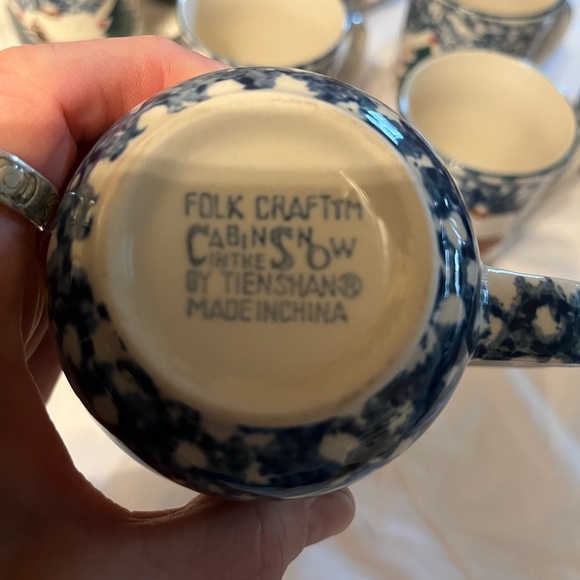 FOLK CRAFT™
CABIN IN THE SNOW
BY TIENSHAN®
MADE IN CHINA